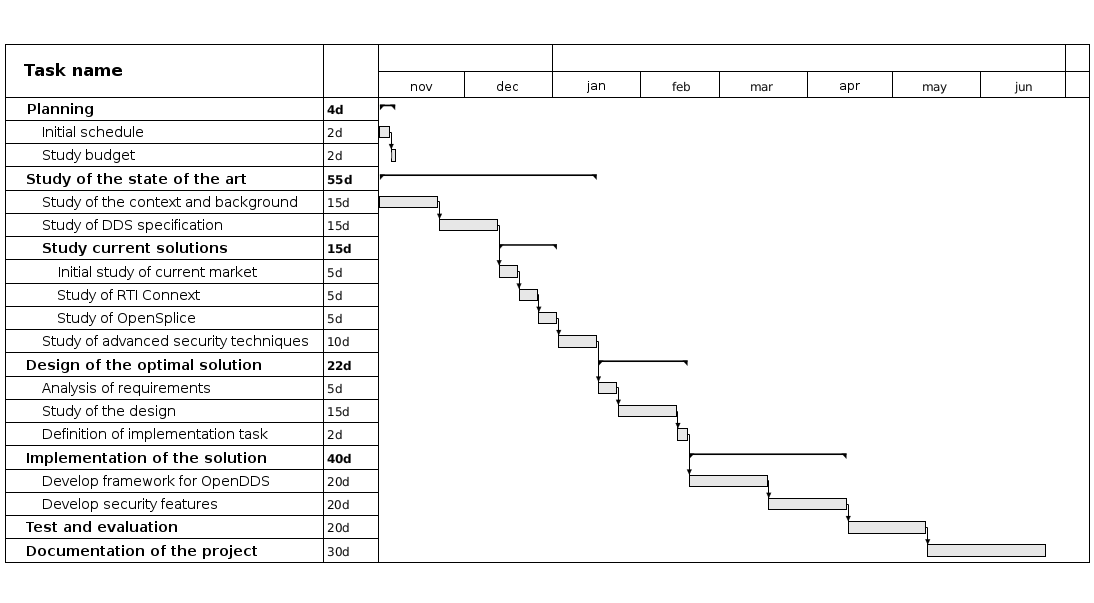 Task name
nov dec jan feb mar apr may jun
Planning 4d
Initial schedule 2d
Study budget 2d
Study of the state of the art 55d
Study of the context and background 15d
Study of DDS specification 15d
Study current solutions 15d
Initial study of current market 5d
Study of RTI Connext 5d
Study of OpenSplice 5d
Study of advanced security techniques 10d
Design of the optimal solution 22d
Analysis of requirements 5d
Study of the design 15d
Definition of implementation task 2d
Implementation of the solution 40d
Develop framework for OpenDDS 20d
Develop security features 20d
Test and evaluation 20d
Documentation of the project 30d